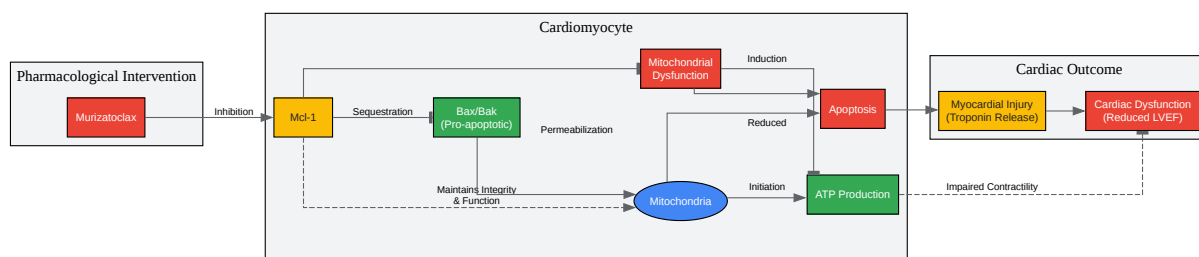 Cardiomyocyte
Pharmacological Intervention
Murizatoclax
Inhibition
Mcl-1
Sequestration
Bax/Bak
(Pro-apoptotic)
Permeabilization
Maintains Integrity
& Function
Mitochondrial
Dysfunction
Induction
Reduced
Apoptosis
Mitochondria
Initiation
ATP Production
Cardiac Outcome
Myocardial Injury
(Troponin Release)
Cardiac Dysfunction
(Reduced LVEF)
Impaired Contractility